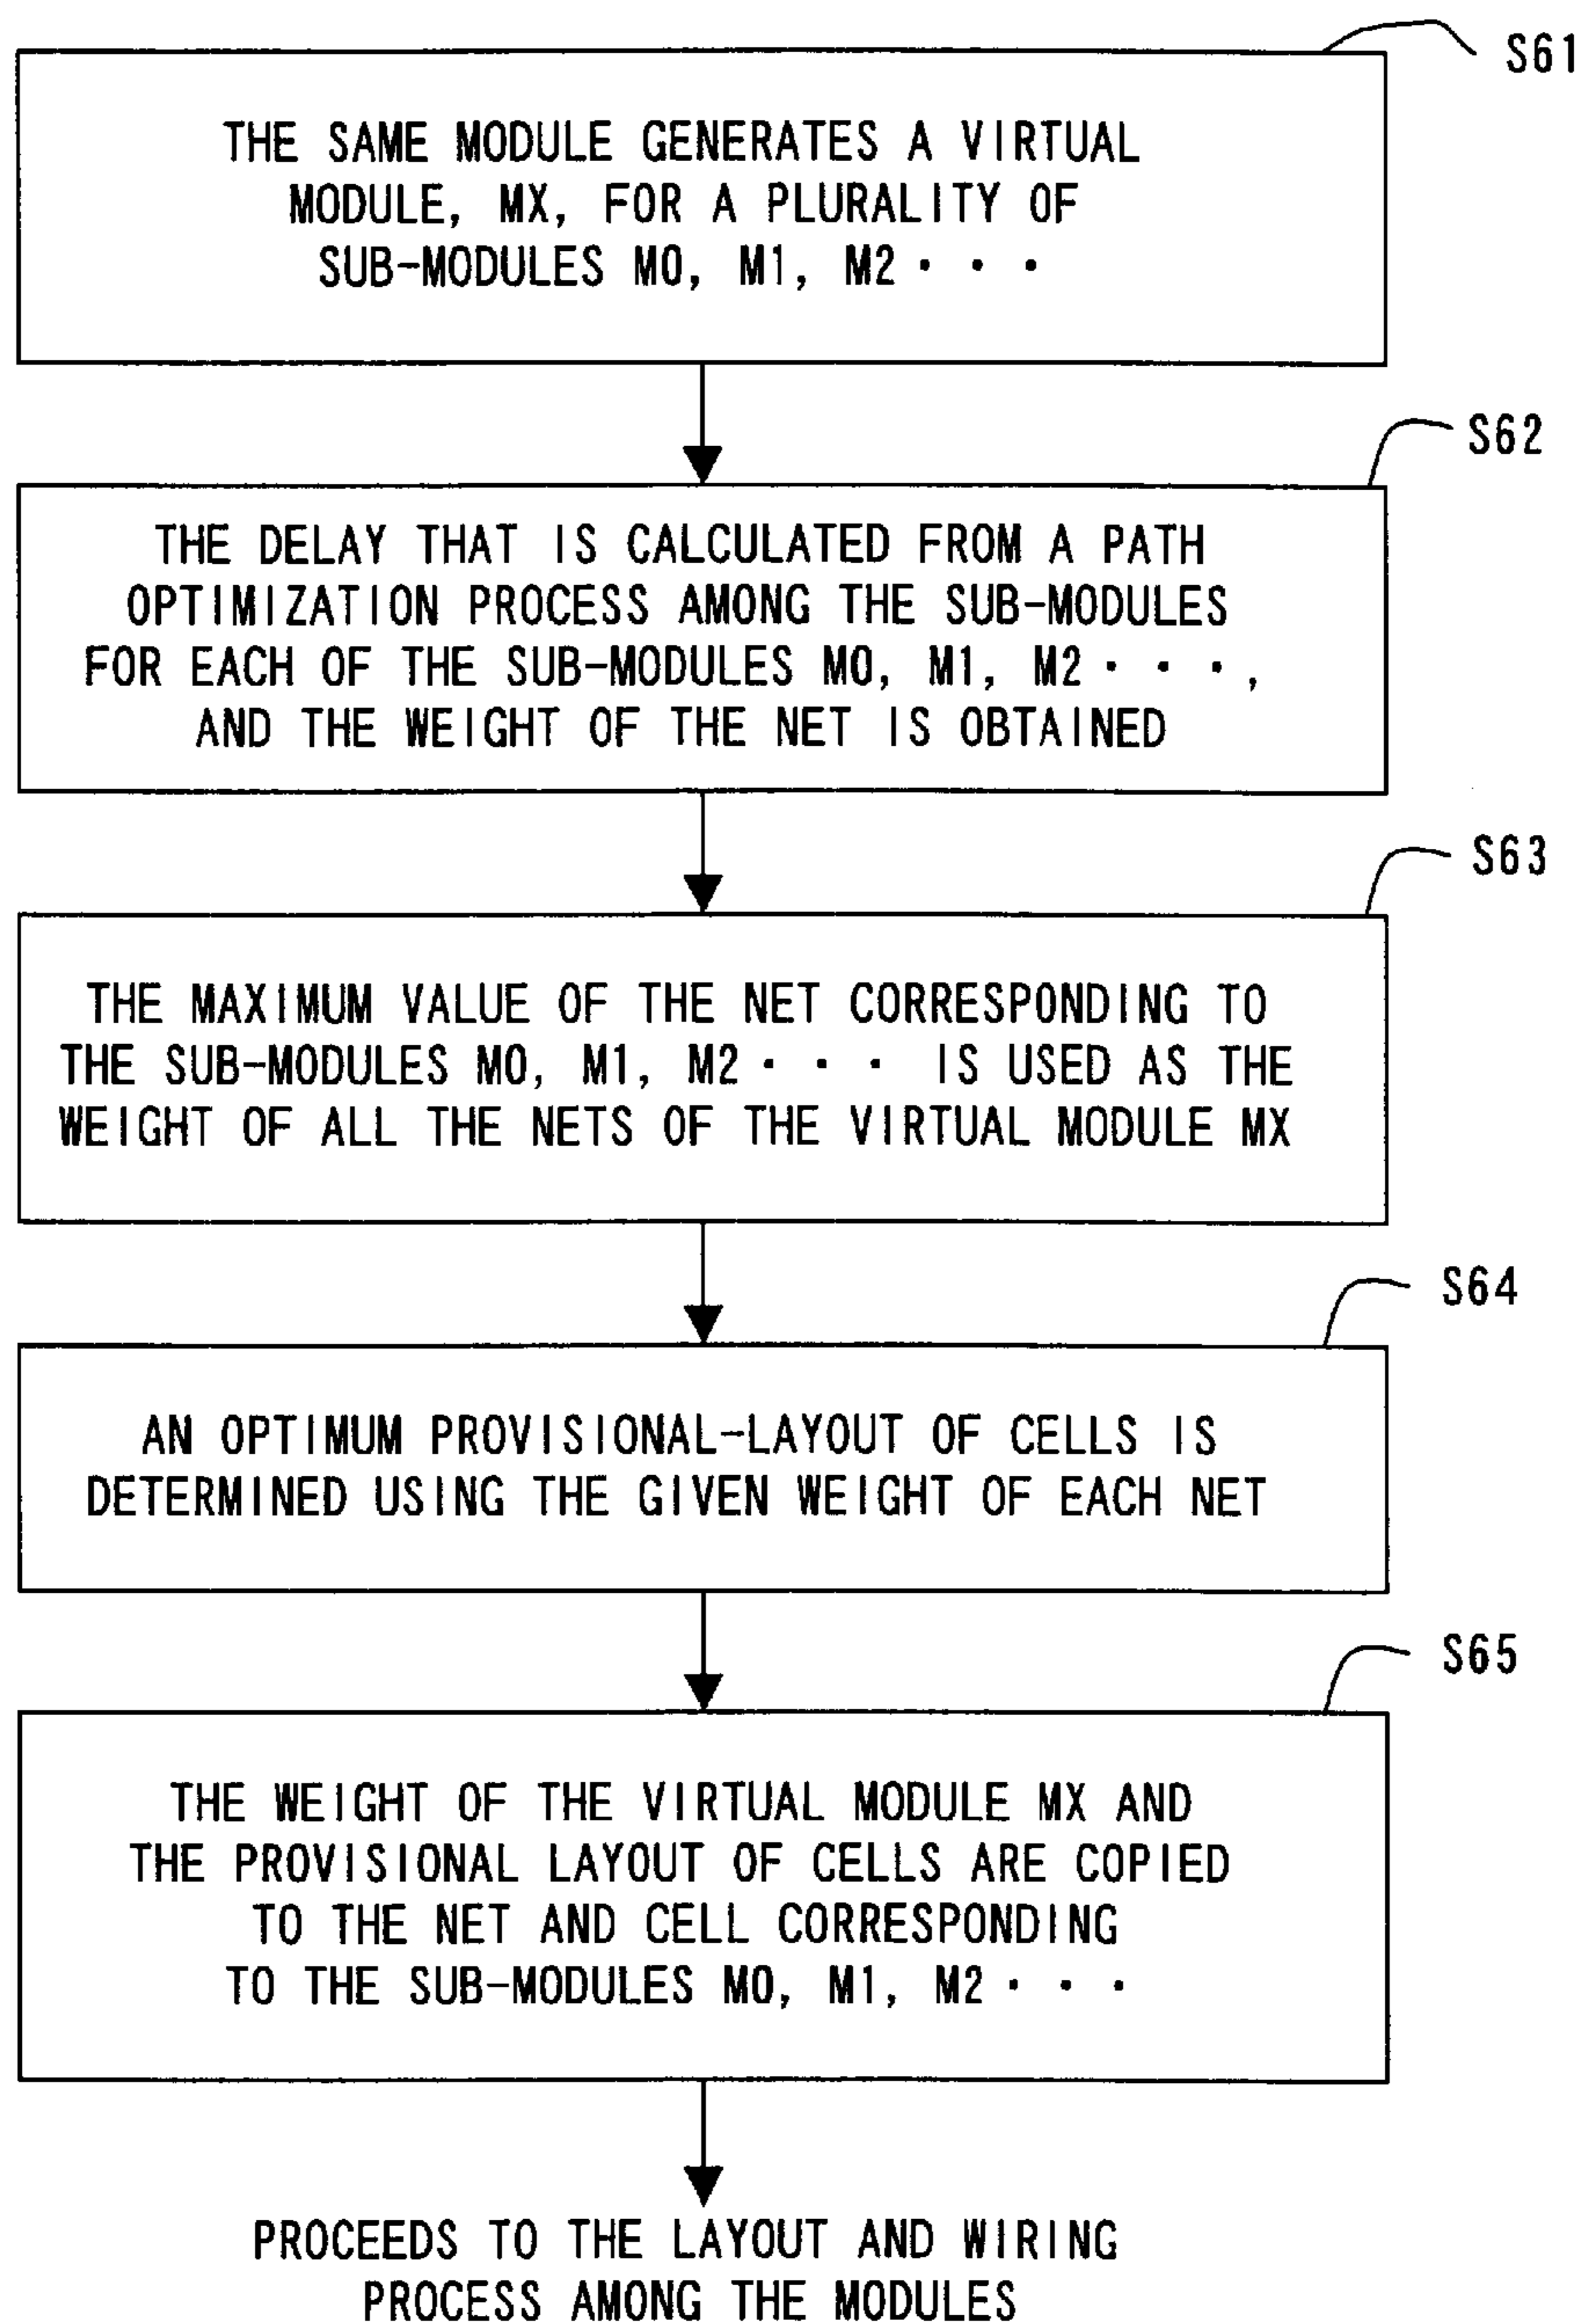 S61
THE SAME MODULE GENERATES A VIRTUAL
MODULE, MX, FOR A PLURALITY OF
SUB-MODULES M0, M1, M2 · · ·
S62
THE DELAY THAT IS CALCULATED FROM A PATH
OPTIMIZATION PROCESS AMONG THE SUB-MODULES
FOR EACH OF THE SUB-MODULES M0, M1, M2 · · · ,
AND THE WEIGHT OF THE NET IS OBTAINED
S63
THE MAXIMUM VALUE OF THE NET CORRESPONDING TO
THE SUB-MODULES M0, M1, M2 · · · IS USED AS THE
WEIGHT OF ALL THE NETS OF THE VIRTUAL MODULE MX
S64
AN OPTIMUM PROVISIONAL-LAYOUT OF CELLS IS
DETERMINED USING THE GIVEN WEIGHT OF EACH NET
S65
THE WEIGHT OF THE VIRTUAL MODULE MX AND
THE PROVISIONAL LAYOUT OF CELLS ARE COPIED
TO THE NET AND CELL CORRESPONDING
TO THE SUB-MODULES M0, M1, M2 · · ·
PROCEEDS TO THE LAYOUT AND WIRING
PROCESS AMONG THE MODULES